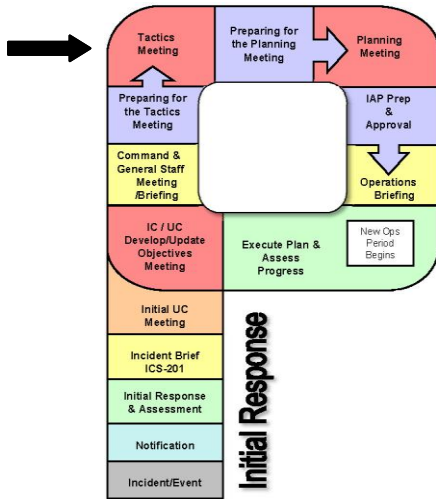 Tactics
Meeting
Preparing for
the Planning
Meeting
Planning
Meeting
Preparing for
the Tactics
Meeting
IAP Prep
&
Approval
Command &
General Staff
Meeting
/Briefing
Operations
Briefing
IC / UC
Develop/Update
Objectives
Meeting
Execute Plan &
Assess
Progress
New Ops
Period
Begins
Initial UC
Meeting
Incident Brief
ICS-201
Initial Response
& Assessment
Notification
Incident/Event
Initial Response